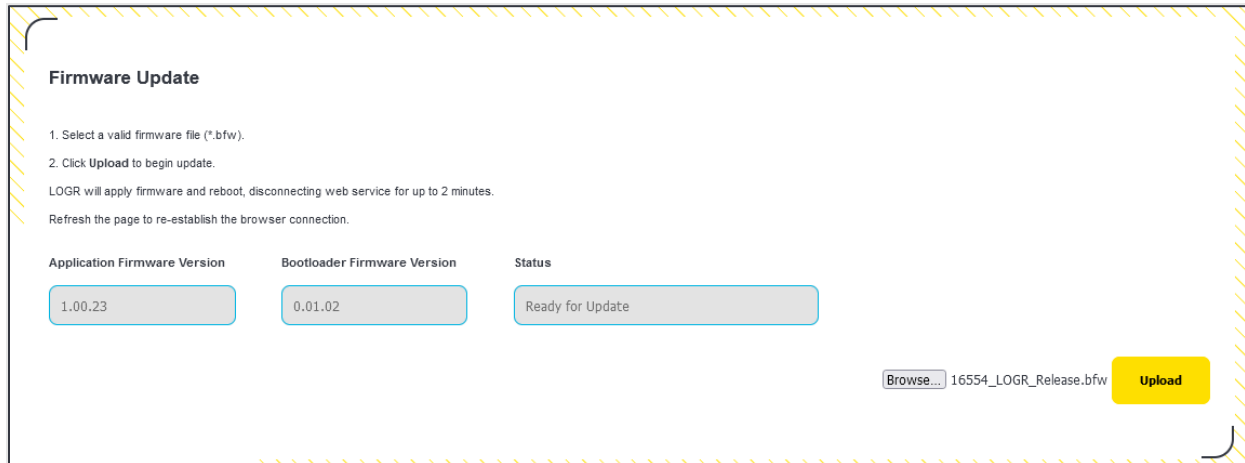 Firmware Update
1. Select a valid firmware file (*.bfw).
2. Click Upload to begin update.
LOGR will apply firmware and reboot, disconnecting web service for up to 2 minutes.
Refresh the page to re-establish the browser connection.
Application Firmware Version Bootloader Firmware Version Status
1.00.23 0.01.02 Ready for Update
Browse... 16554_LOGR_Release.bfw Upload